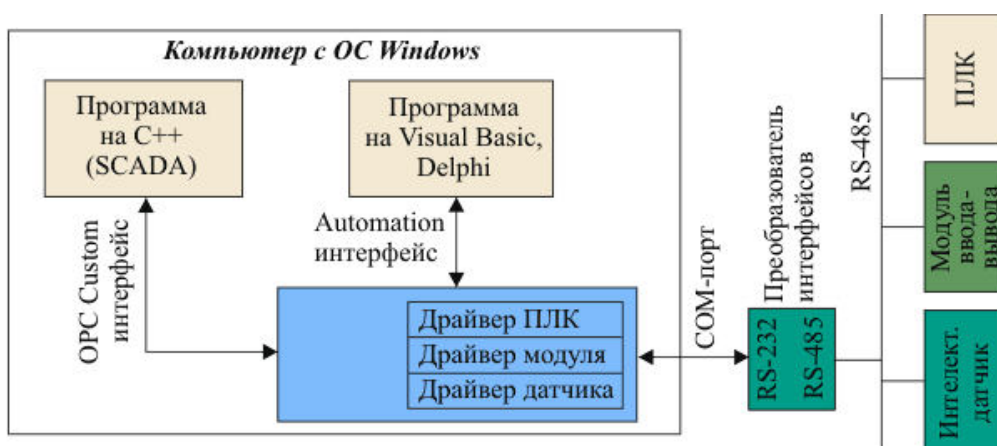 Компьютер с ОС Windows
Программа
на C++
(SCADA)
Программа
на Visual Basic,
Delphi
OPC Custom
интерфейс
Automation
интерфейс
Драйвер ПЛК
Драйвер модуля
Драйвер датчика
COM-порт
Преобразователь
интерфейсов
RS-232
RS-485
RS-485
ПЛК
Модуль
ввода-
вывода
Интелект.
датчик